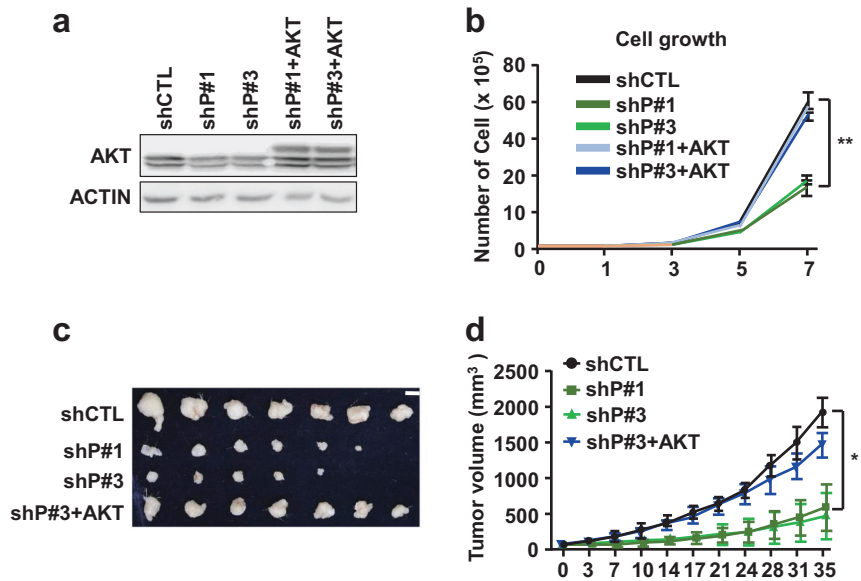 a
shCTL
shP#1
shP#3
shP#1+AKT
shP#3+AKT
AKT
ACTIN
b
Cell growth
Number of Cell (x 10⁵)
80
60
40
20
10
0
shCTL
shP#1
shP#3
shP#1+AKT
shP#3+AKT
**
0 1 3 5 7
c
shCTL
shP#1
shP#3
shP#3+AKT
d
Tumor volume (mm³ )
2500
2000
1500
1000
500
0
shCTL
shP#1
shP#3
shP#3+AKT
*
0 3 7 10 14 17 21 24 28 31 35